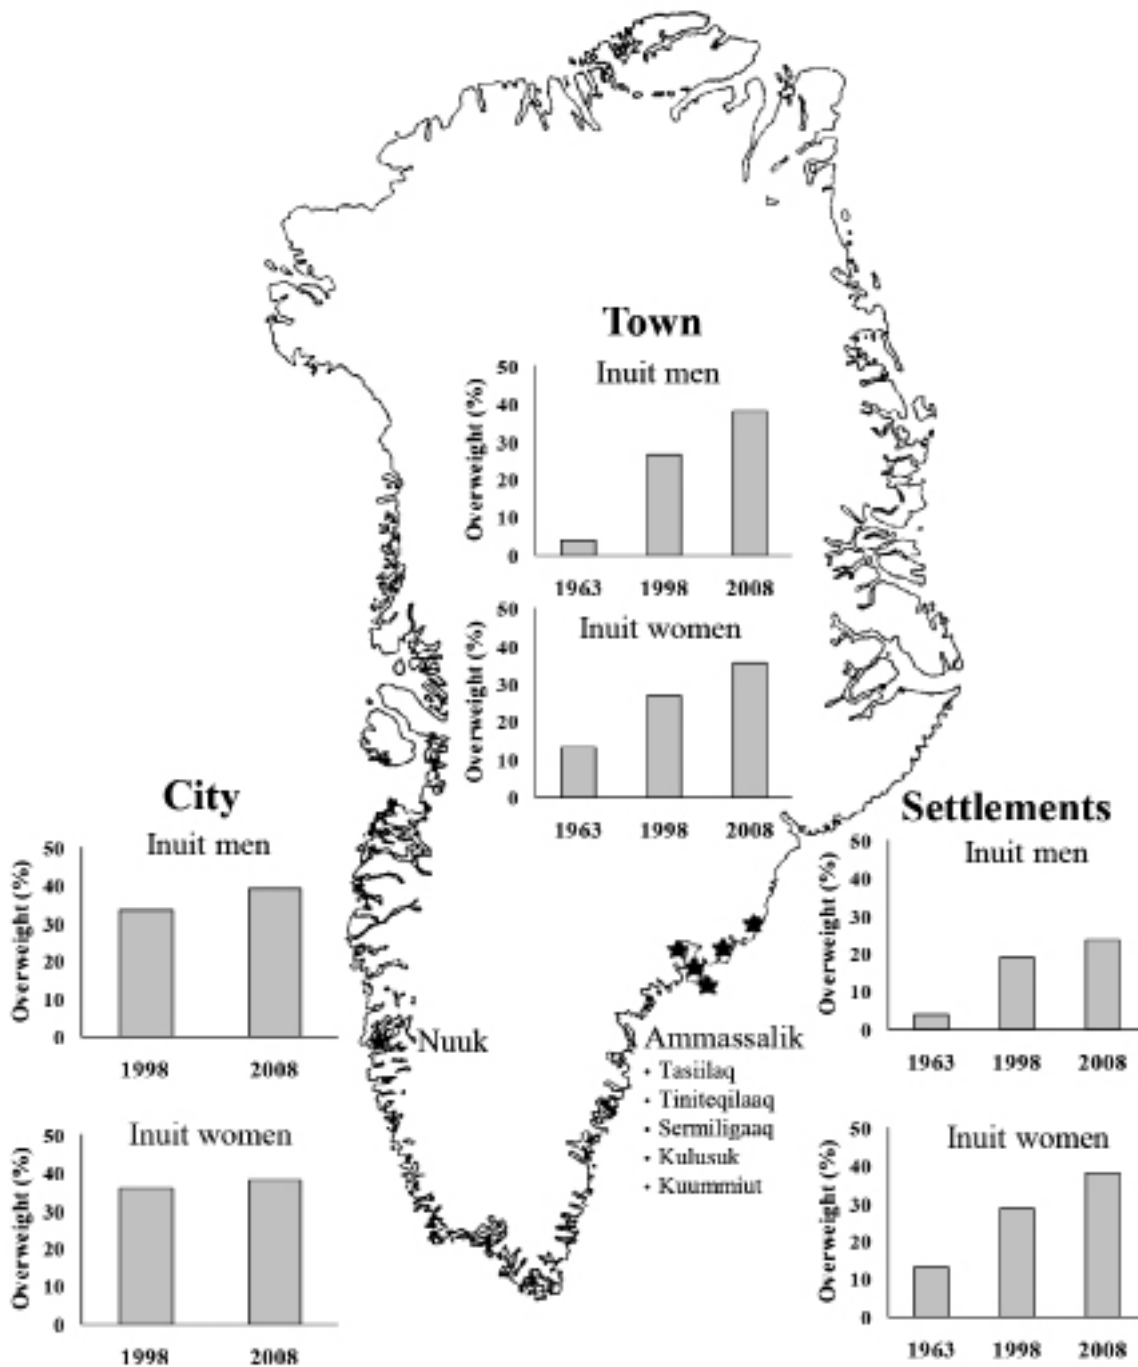 Town
Inuit men
Overweight (%)
50
40
30
20
10
0
1963 1998 2008
Inuit women
Overweight (%)
50
40
30
20
10
0
1963 1998 2008
City
Inuit men
Overweight (%)
50
40
30
20
10
0
1998 2008
Inuit women
Overweight (%)
50
40
30
20
10
0
1998 2008
Nuuk
Ammassalik
• Tasiilaq
• Tiniteqilaaq
• Sermiligaaq
• Kulusuk
• Kuummiut
Settlements
Inuit men
Overweight (%)
50
40
30
20
10
0
1963 1998 2008
Inuit women
Overweight (%)
50
40
30
20
10
0
1963 1998 2008